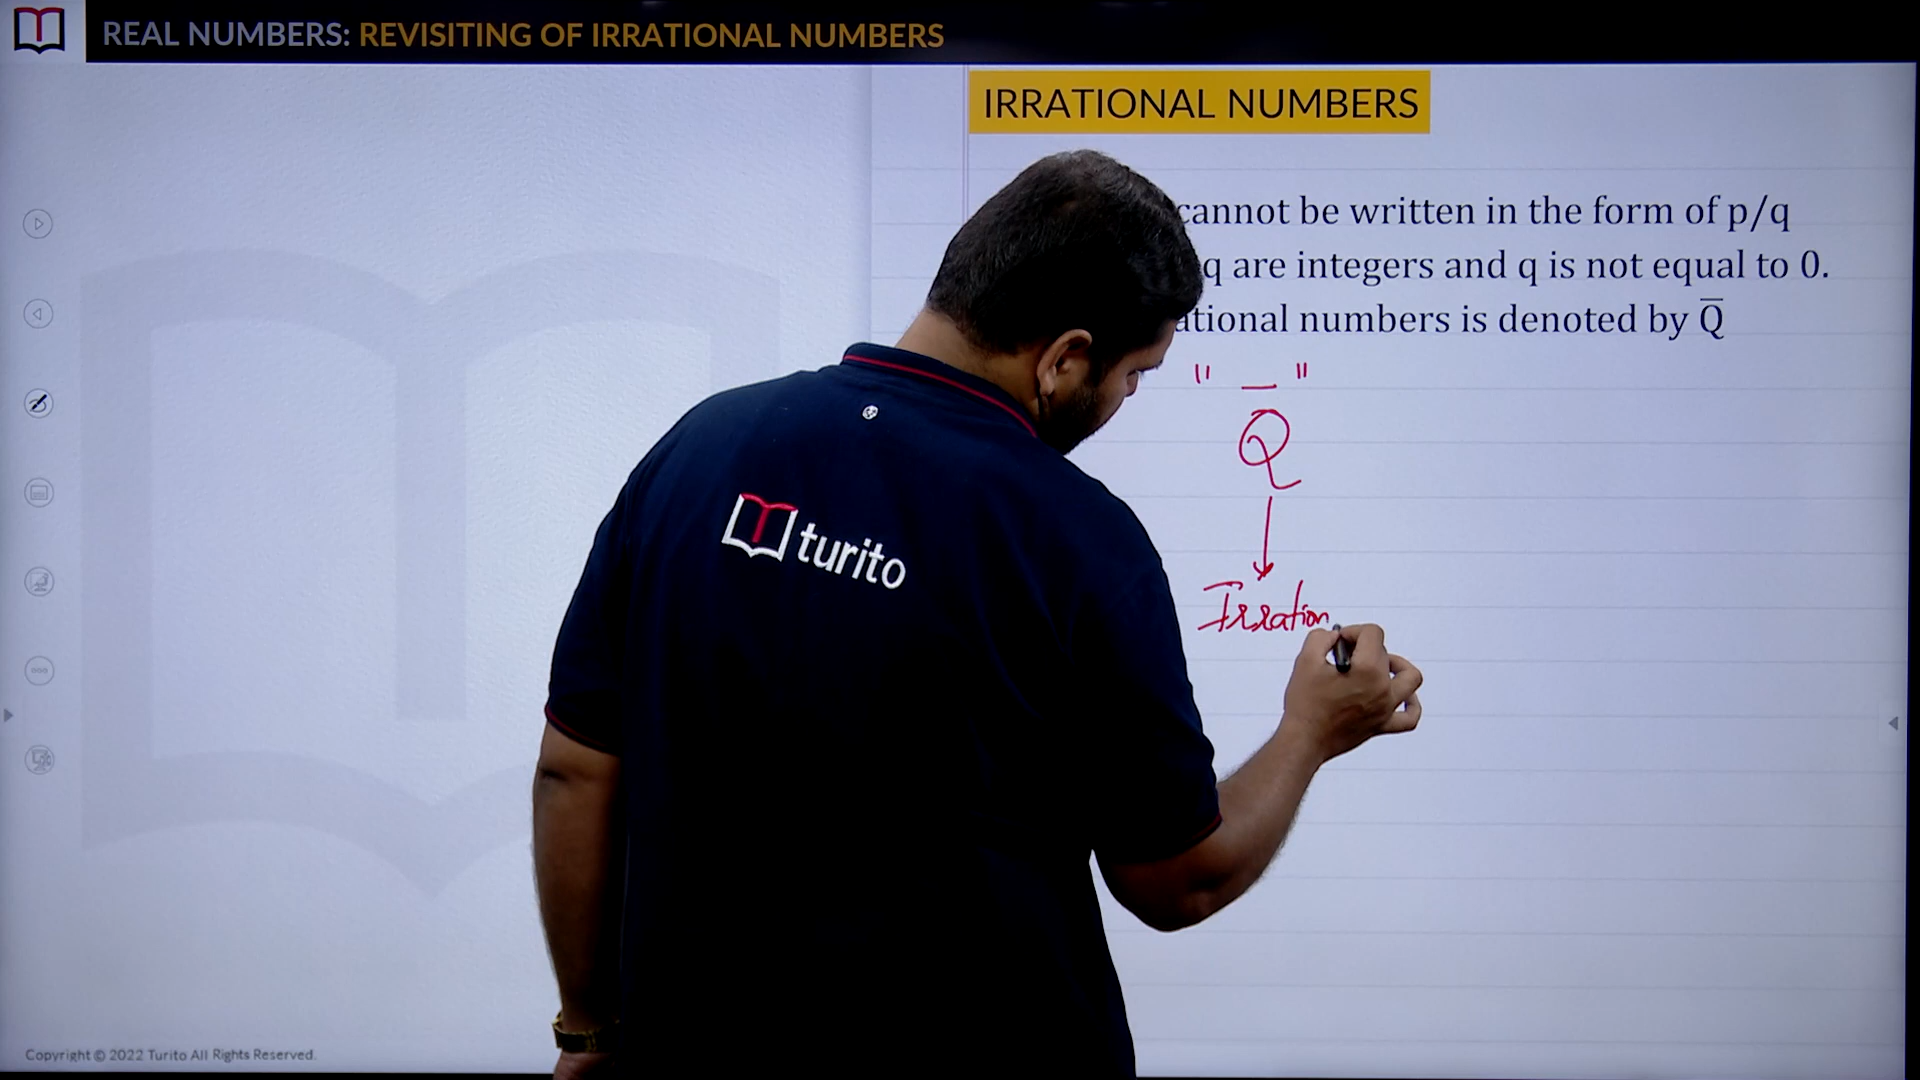 REAL NUMBERS: REVISITING OF IRRATIONAL NUMBERS
IRRATIONAL NUMBERS
cannot be written in the form of p/q
q are integers and q is not equal to 0.
ational numbers is denoted by Q̅
" _ "
Q
Irration
turito
Copyright © 2022 Turito All Rights Reserved.